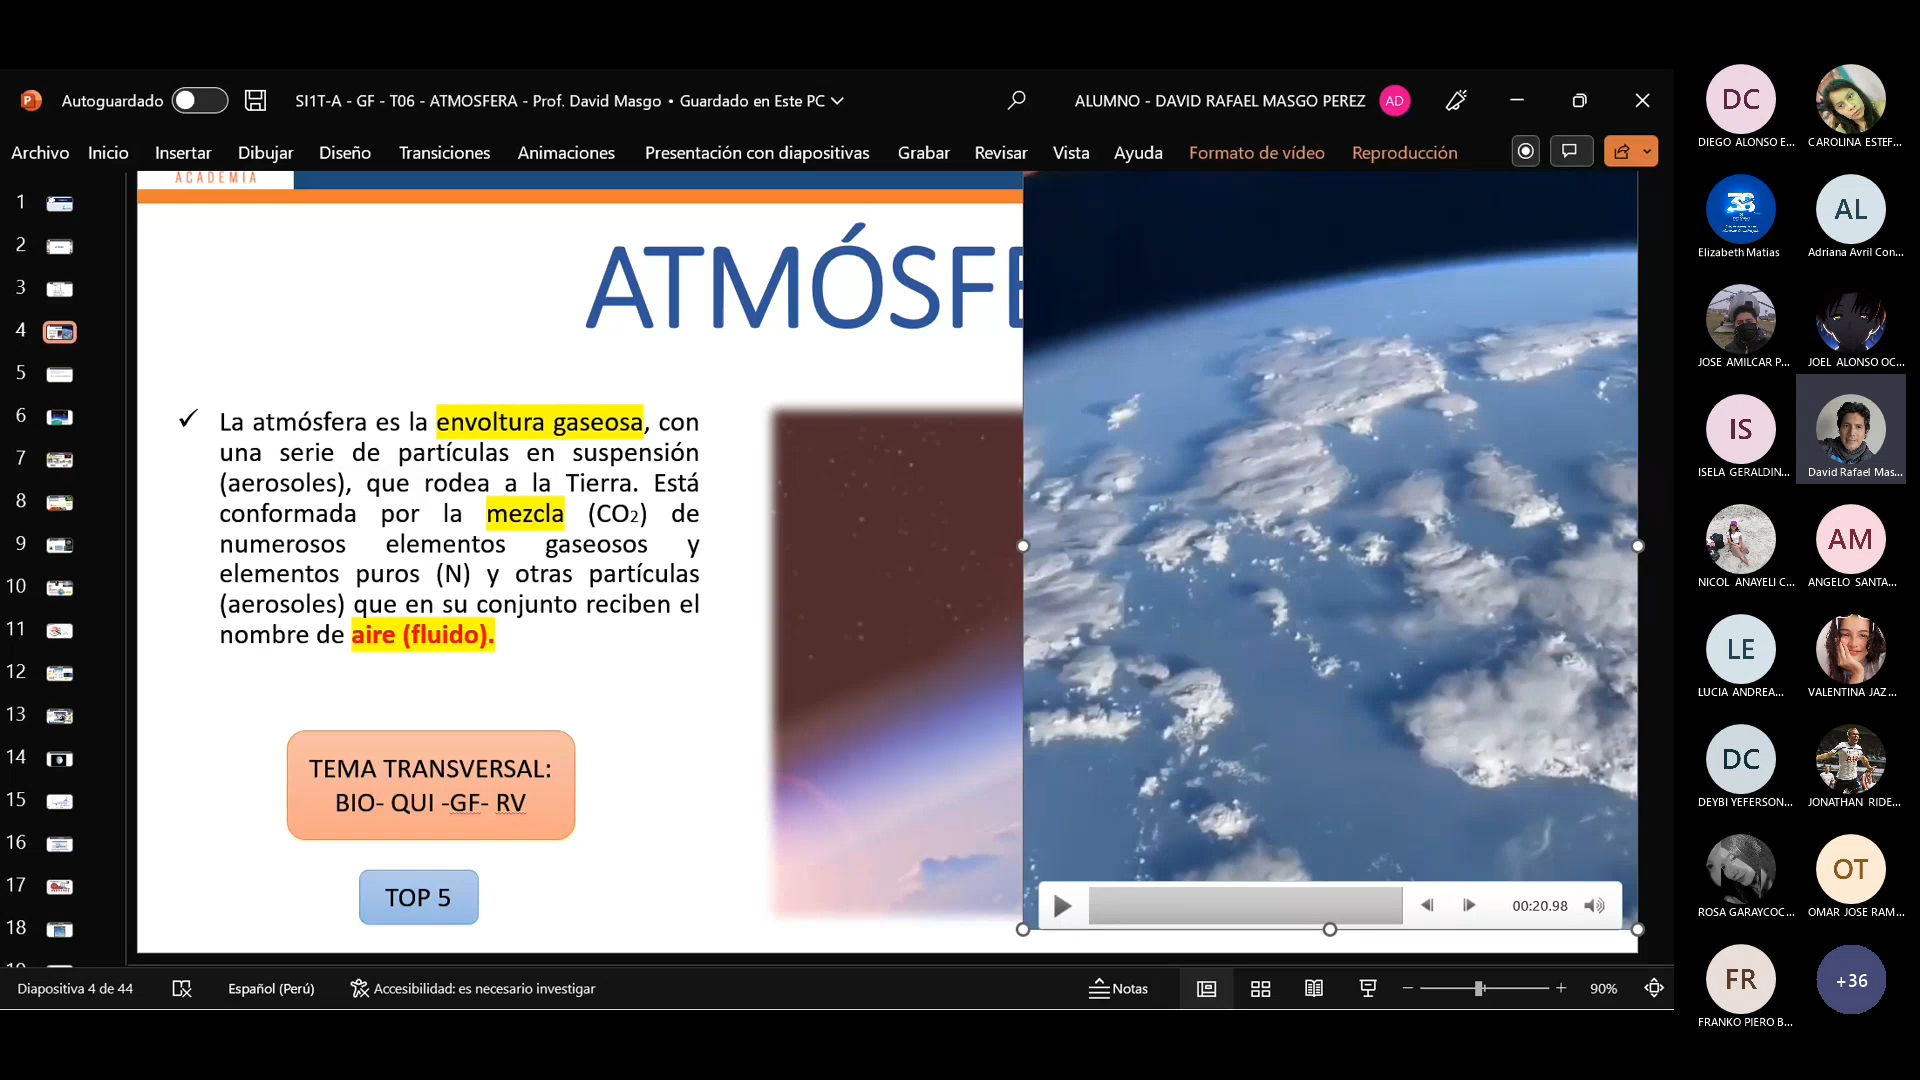 Autoguardado
SI1T-A - GF - T06 - ATMOSFERA - Prof. David Masgo • Guardado en Este PC
ALUMNO - DAVID RAFAEL MASGO PEREZ
AD
Archivo Inicio Insertar Dibujar Diseño Transiciones Animaciones Presentación con diapositivas Grabar Revisar Vista Ayuda Formato de vídeo Reproducción
1
2
3
4
5
6
7
8
9
10
11
12
13
14
15
16
17
18
ACADEMIA
ATMÓSFE
La atmósfera es la envoltura gaseosa, con
una serie de partículas en suspensión
(aerosoles), que rodea a la Tierra. Está
conformada por la mezcla (CO2) de
numerosos elementos gaseosos y
elementos puros (N) y otras partículas
(aerosoles) que en su conjunto reciben el
nombre de aire (fluido).
TEMA TRANSVERSAL:
BIO- QUI -GF- RV
TOP 5
00:20.98
Diapositiva 4 de 44
Español (Perú)
Accesibilidad: es necesario investigar
Notas
90%
DC
DIEGO ALONSO E...
CAROLINA ESTEF...
38
Elizabeth Matias
AL
Adriana Avril Con...
JOSE AMILCAR P...
JOEL ALONSO OC...
IS
ISELA GERALDIN...
David Rafael Mas...
NICOL ANAYELI C...
AM
ANGELO SANTA...
LE
LUCIA ANDREA...
VALENTINA JAZ...
DC
DEYBI YEFERSON...
JONATHAN RIDE...
ROSA GARAYCOC...
OT
OMAR JOSE RAM...
FR
FRANKO PIERO B...
+36